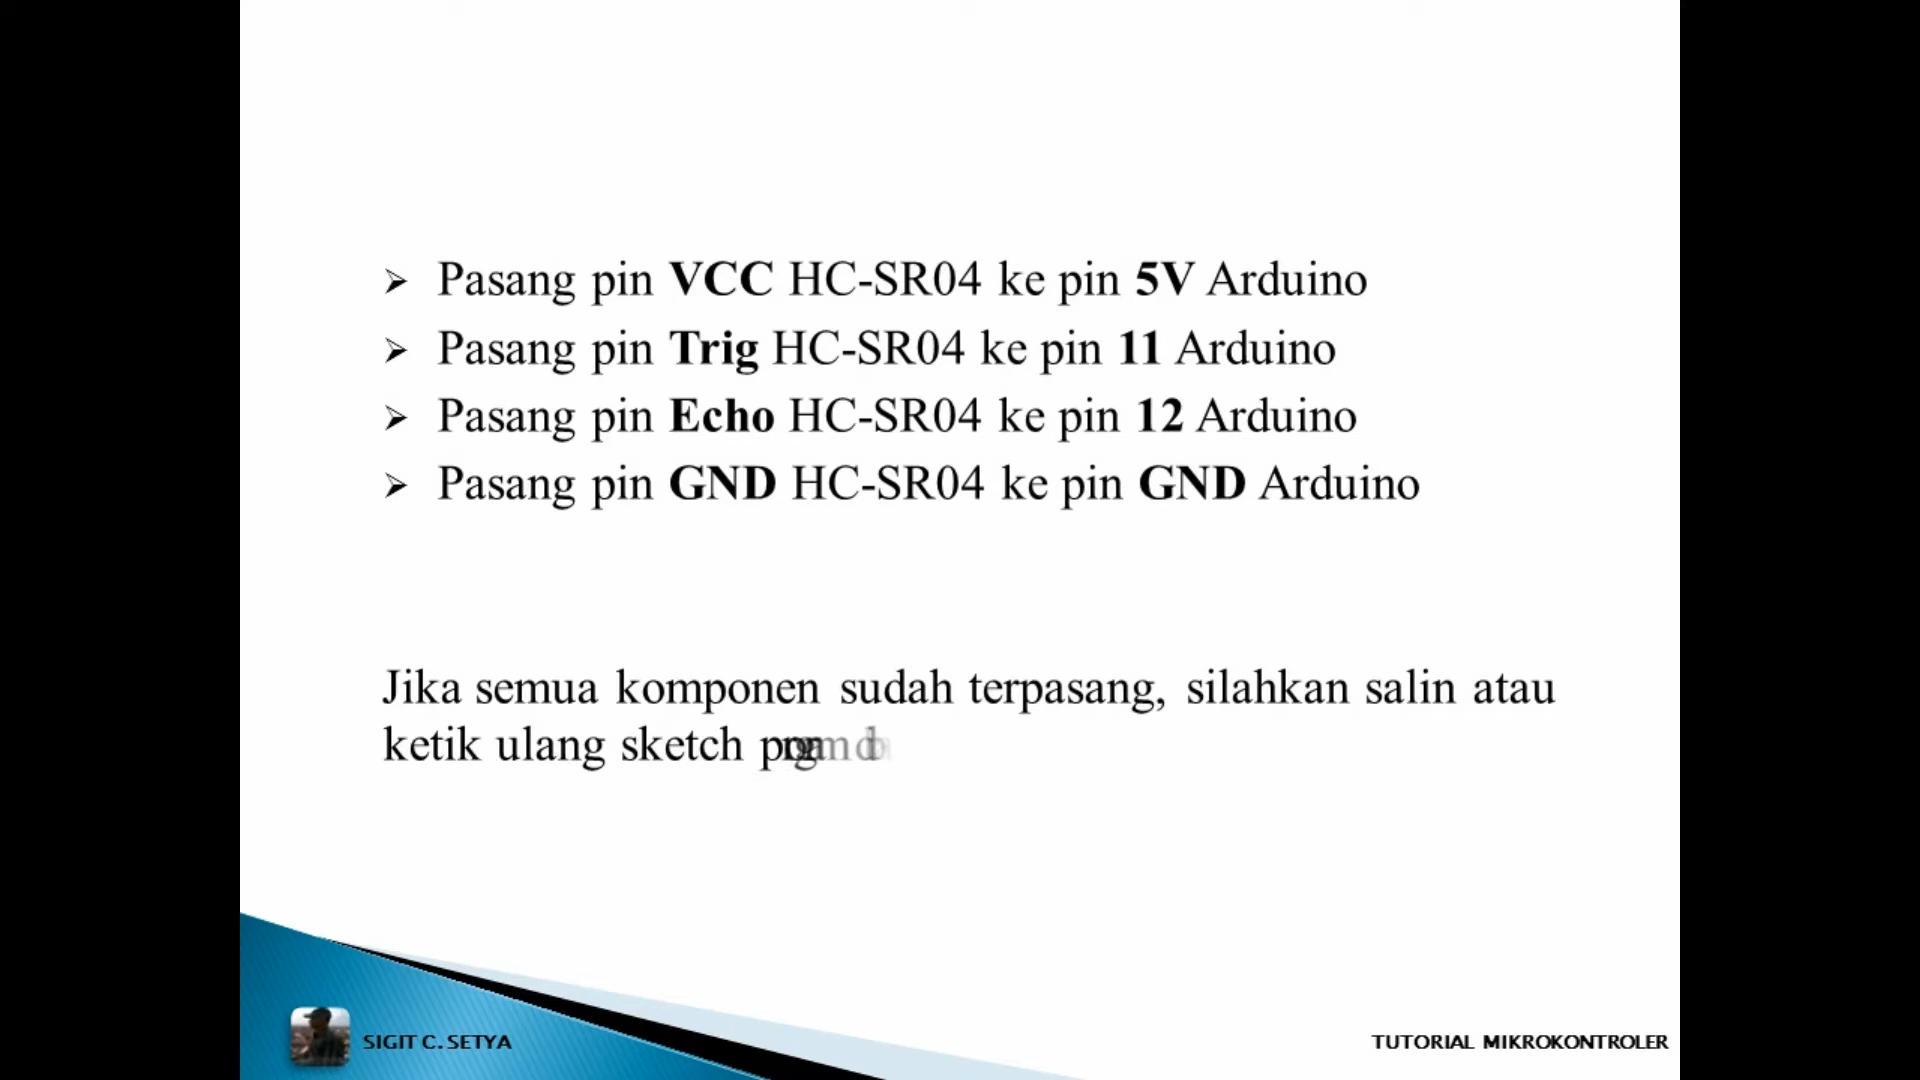 ➢ Pasang pin VCC HC-SR04 ke pin 5V Arduino
➢ Pasang pin Trig HC-SR04 ke pin 11 Arduino
➢ Pasang pin Echo HC-SR04 ke pin 12 Arduino
➢ Pasang pin GND HC-SR04 ke pin GND Arduino
Jika semua komponen sudah terpasang, silahkan salin atau
ketik ulang sketch
SIGIT C. SETYA
TUTORIAL MIKROKONTROLER